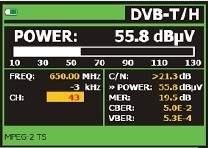 DVB-T/H
POWER: 55.8 dBμV
10 30 50 70 90 110 130
FREQ: 650.00 MHz
-3 kHz
CH: 43
C/N: >21.3 dB
» POWER: 55.8 dBμV
MER: 19.5 dB
CBER: 5.0E-2
VBER: 5.3E-4
MPEG-2 TS